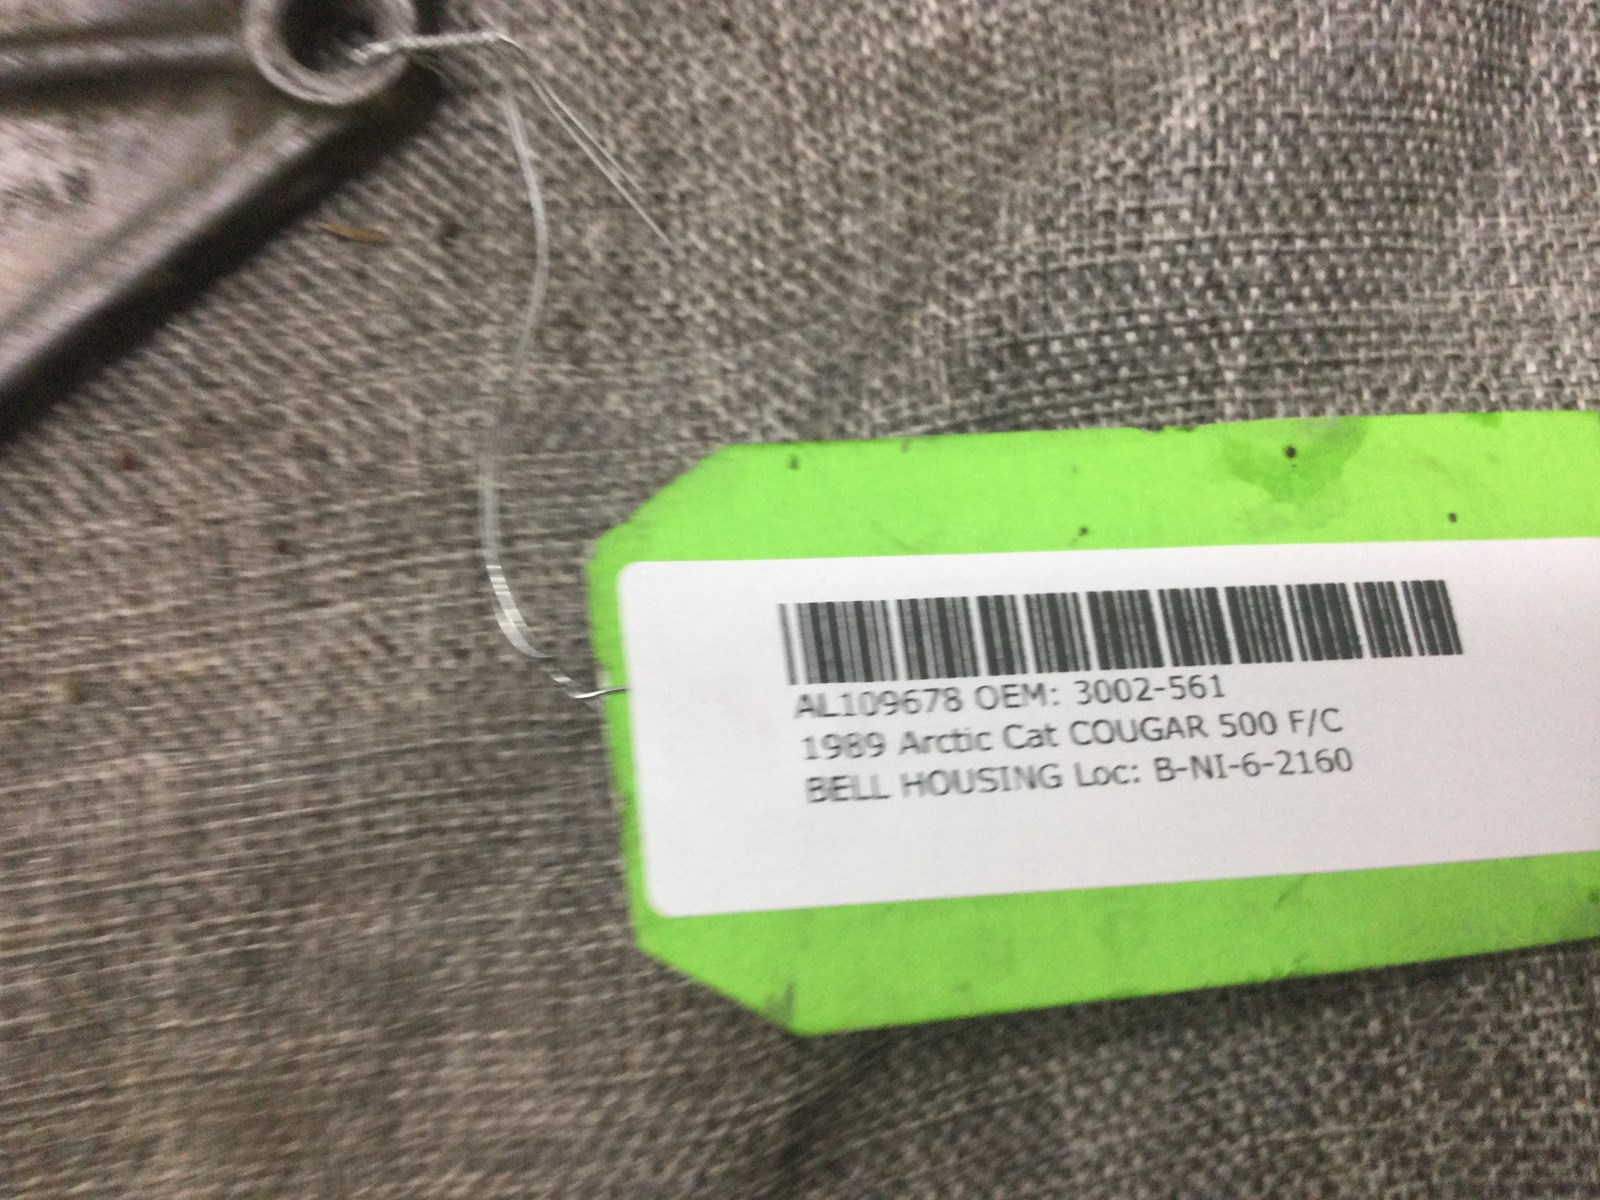 AL109678 OEM: 3002-561
1989 Arctic Cat COUGAR 500 F/C
BELL HOUSING Loc: B-NI-6-2160